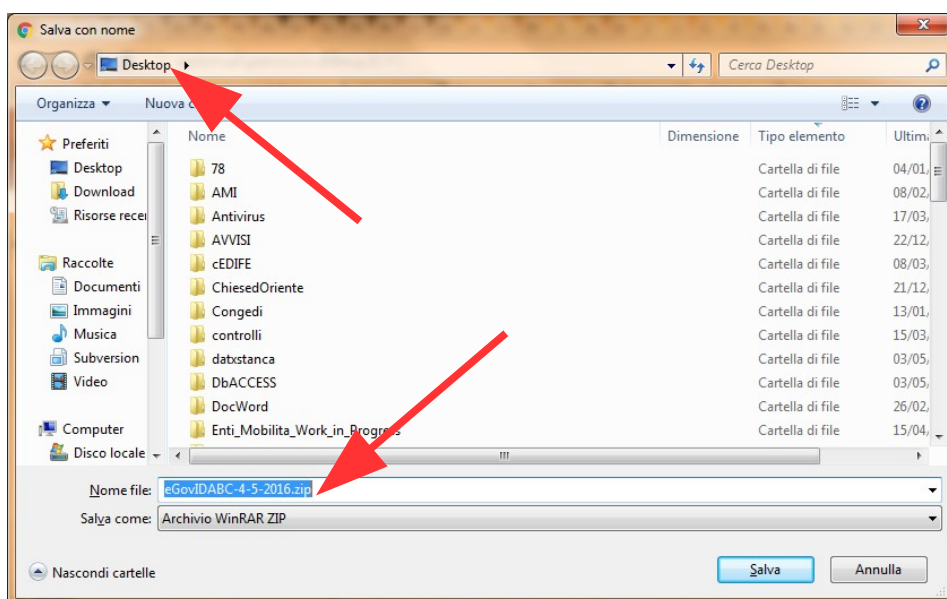 Salva con nome
Desktop
Cerca Desktop
Organizza
Nuova
Preferiti
Desktop
Download
Risorse recei
Raccolte
Documenti
Immagini
Musica
Subversion
Video
Computer
Disco locale
Nome Dimensione Tipo elemento Ultima
78 Cartella di file 04/01/
AMI Cartella di file 08/02/
Antivirus Cartella di file 17/03/
AVVISI Cartella di file 22/12/
cEDIFE Cartella di file 08/03/
ChiesedOriente Cartella di file 21/12/
Congedi Cartella di file 13/01/
controlli Cartella di file 15/03/
datxstanca Cartella di file 03/05/
DbACCESS Cartella di file 03/05/
DocWord Cartella di file 26/02/
Enti_Mobilita_Work_in_Progress Cartella di file 15/04/
Nome file: eGovIDABC-4-5-2016.zip
Salva come: Archivio WinRAR ZIP
Nascondi cartelle
Salva
Annulla